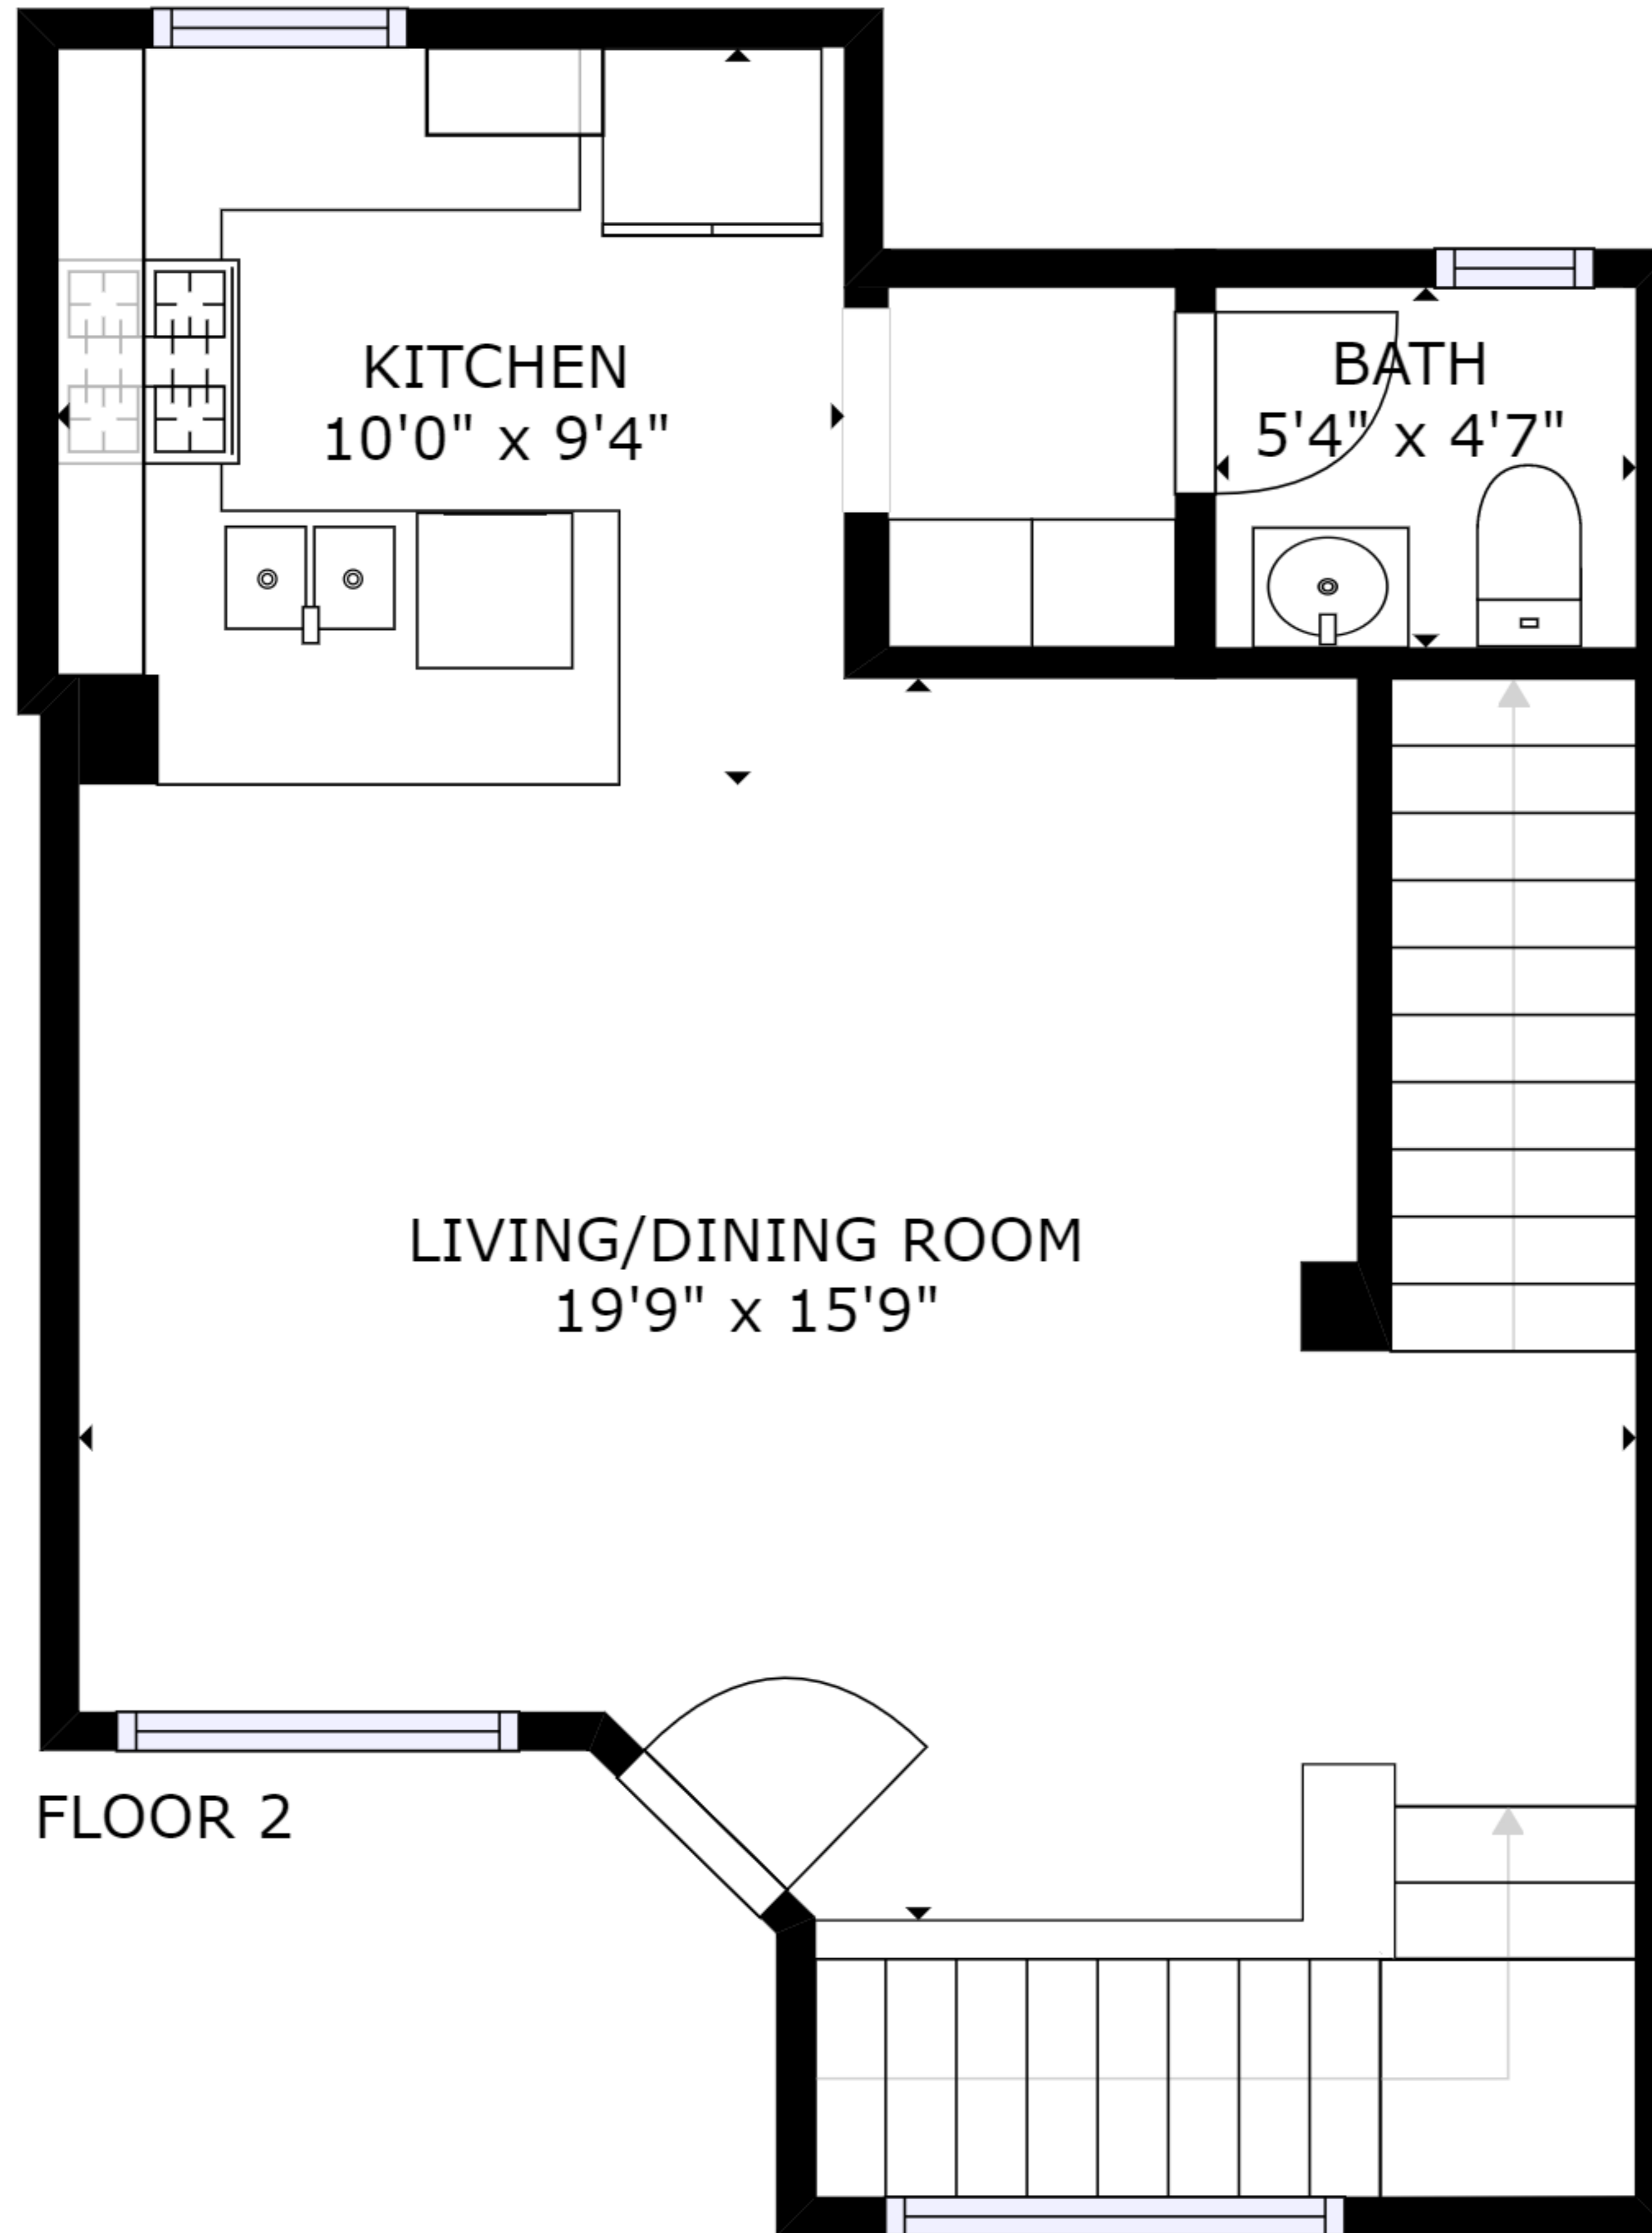 KITCHEN
10'0" x 9'4"
BATH
5'4" x 4'7"
LIVING/DINING ROOM
19'9" x 15'9"
FLOOR 2